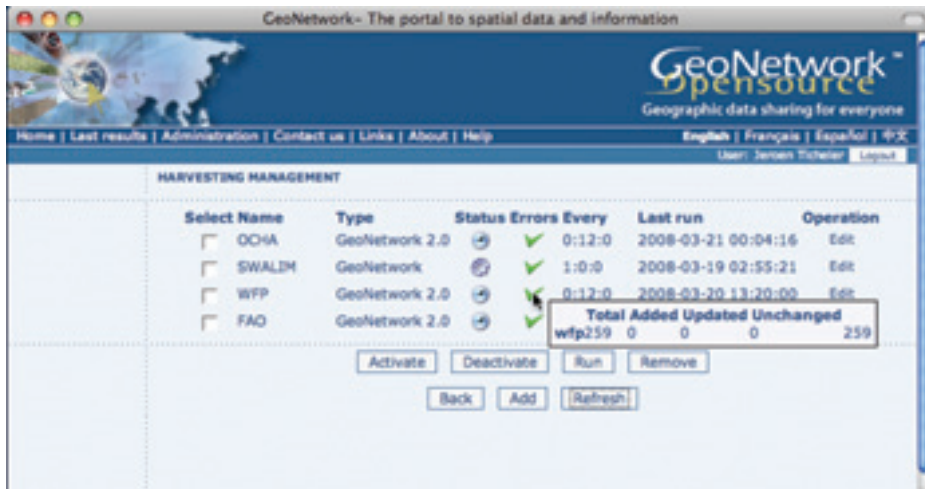 GeoNetwork- The portal to spatial data and information
GeoNetwork™
Opensource
Geographic data sharing for everyone
Home | Last results | Administration | Contact us | Links | About | Help English | Français | Español | 中文
User: Jeroen Ticheler Logout
HARVESTING MANAGEMENT
Select Name Type Status Errors Every Last run Operation
OCHA GeoNetwork 2.0 0:12:0 2008-03-21 00:04:16 Edit
SWALIM GeoNetwork 1:0:0 2008-03-19 02:55:21 Edit
WFP GeoNetwork 2.0 0:12:0 2008-03-20 13:20:00 Edit
FAO GeoNetwork 2.0
Total Added Updated Unchanged
wfp259 0 0 0 259
Activate Deactivate Run Remove
Back Add Refresh